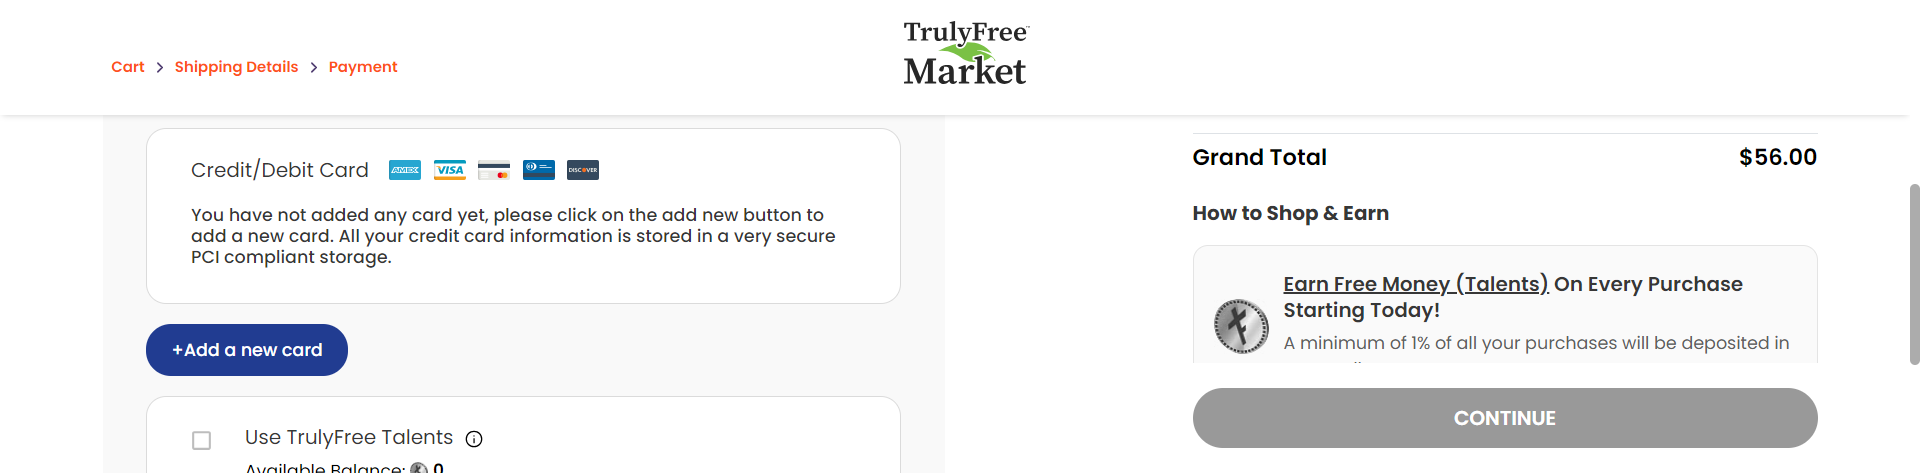 TrulyFree
Market
Cart > Shipping Details > Payment
Credit/Debit Card AMEX VISA DISCOVER
You have not added any card yet, please click on the add new button to
add a new card. All your credit card information is stored in a very secure
PCI compliant storage.
+Add a new card
Use TrulyFree Talents
Available Balance: 0
Grand Total $56.00
How to Shop & Earn
Earn Free Money (Talents) On Every Purchase
Starting Today!
A minimum of 1% of all your purchases will be deposited in
CONTINUE